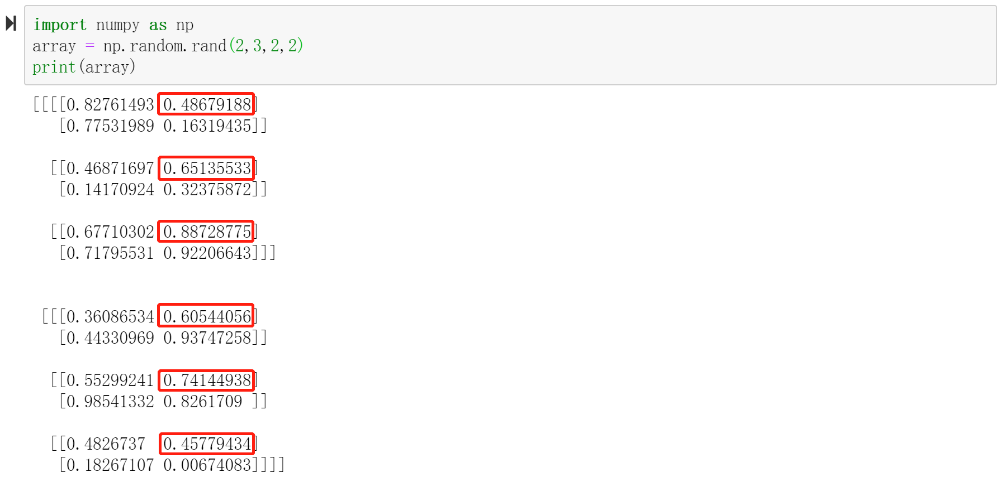 import numpy as np
array = np.random.rand(2,3,2,2)
print(array)
[[[[0.82761493 0.48679188]
[0.77531989 0.16319435]]
[[0.46871697 0.65135533]
[0.14170924 0.32375872]]
[[0.67710302 0.88728775]
[0.71795531 0.92206643]]]
[[[0.36086534 0.60544056]
[0.44330969 0.93747258]]
[[0.55299241 0.74144938]
[0.98541332 0.8261709 ]]
[[0.4826737  0.45779434]
[0.18267107 0.00674083]]]]